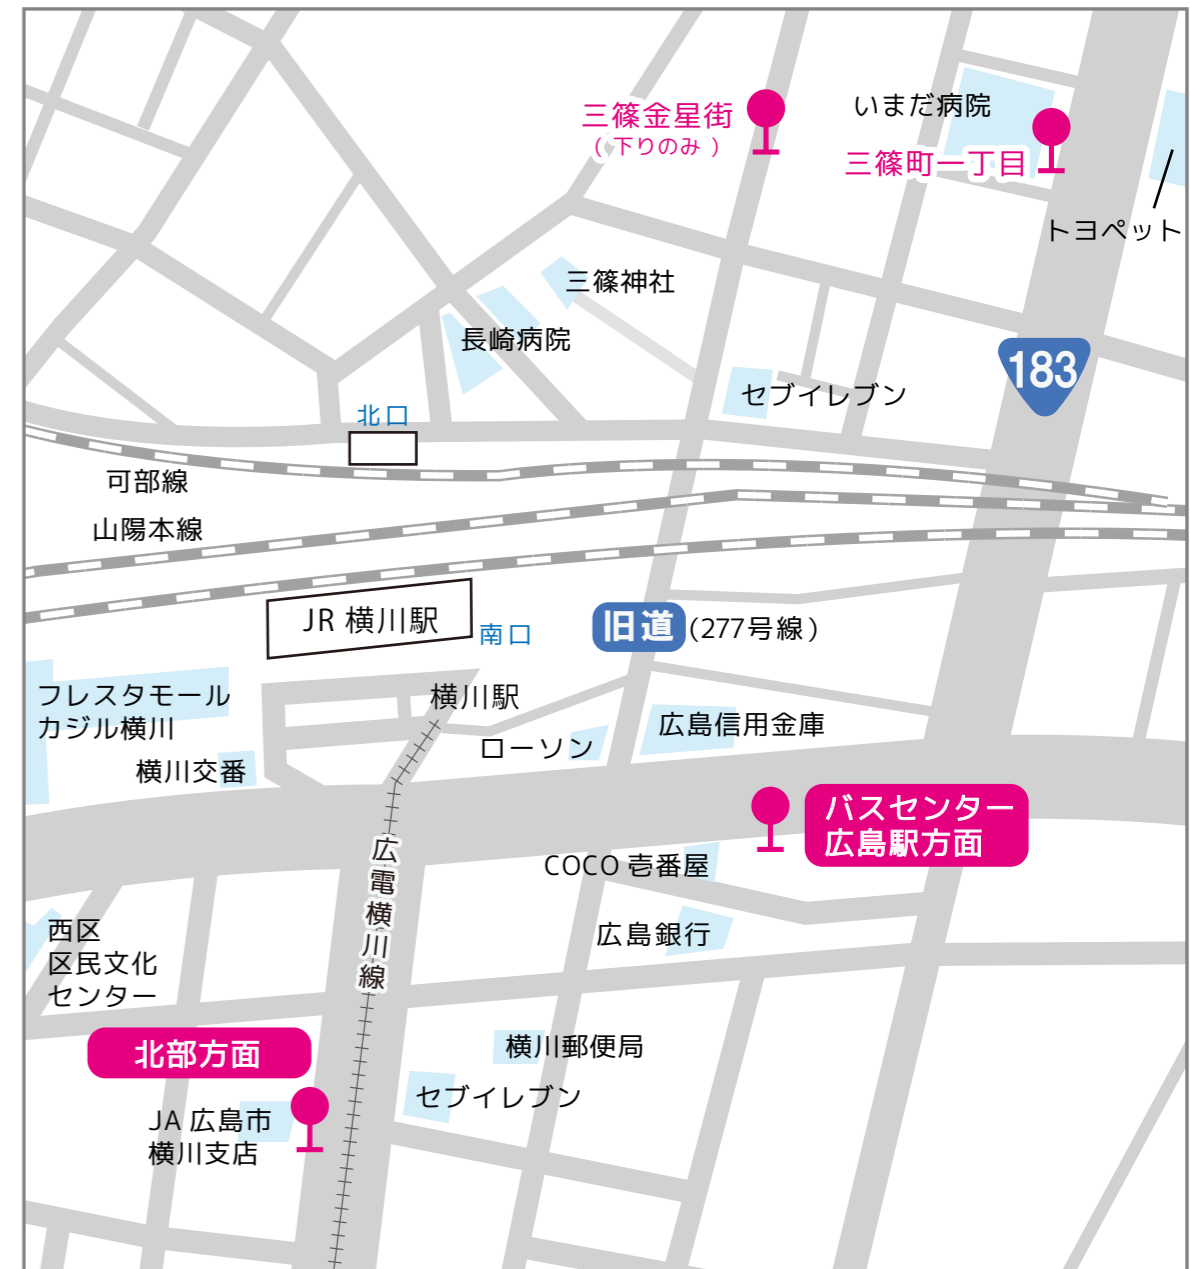 三篠金星街
( 下りのみ )
いまだ病院
三篠町一丁目
トヨペット
三篠神社
長崎病院
183
セブイレブン
北口
可部線
山陽本線
JR 横川駅
南口
旧道 (277号線)
フレスタモール
カジル横川
横川駅
ローソン
広島信用金庫
横川交番
バスセンター
広島駅方面
広電横川線
COCO 壱番屋
広島銀行
西区
区民文化
センター
北部方面
横川郵便局
セブイレブン
JA 広島市
横川支店